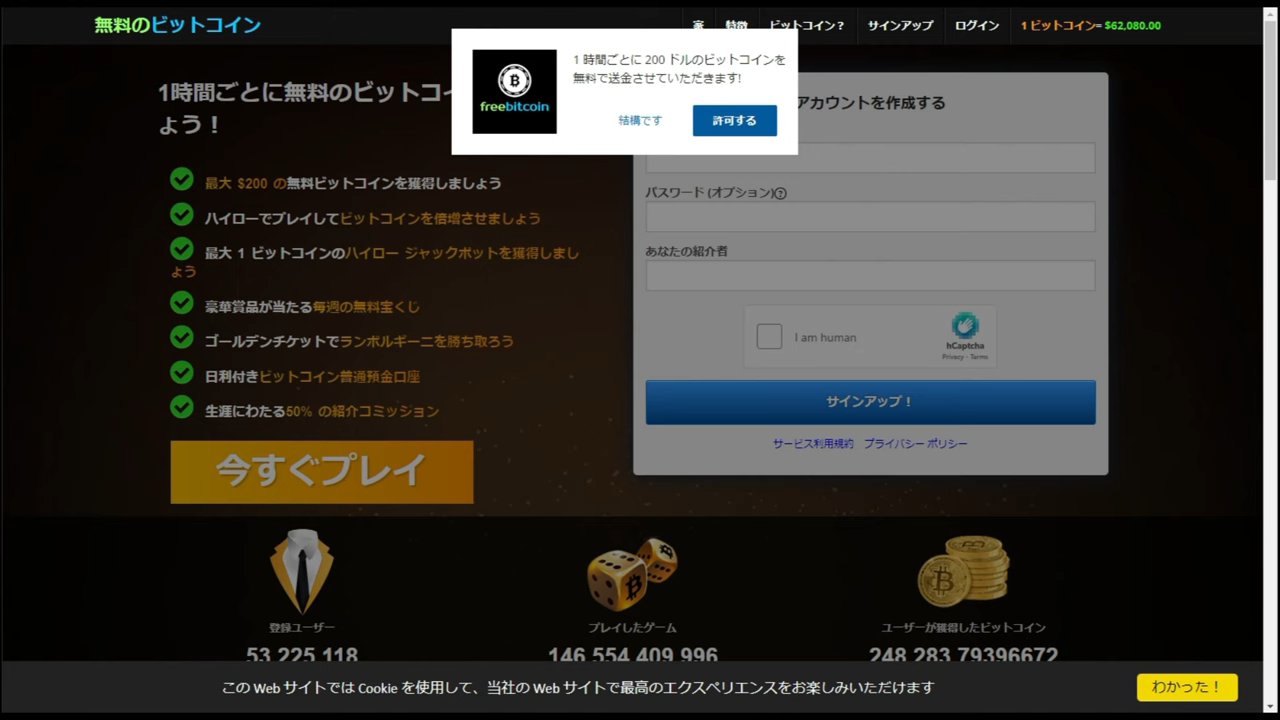 無料のビットコイン
家 特徴 ビットコイン？ サインアップ ログイン 1 ビットコイン= $62,080.00
1 時間ごとに 200 ドルのビットコインを
無料で送金させていただきます!
freebitcoin
結構です 許可する
1時間ごとに無料のビットコイ
よう！
最大 $200 の無料ビットコインを獲得しましょう
ハイローでプレイしてビットコインを倍増させましょう
最大 1 ビットコインのハイロー ジャックポットを獲得しまし
ょう
豪華賞品が当たる毎週の無料宝くじ
ゴールデンチケットでランボルギーニを勝ち取ろう
日利付きビットコイン普通預金口座
生涯にわたる50% の紹介コミッション
今すぐプレイ
アカウントを作成する
パスワード (オプション)?
あなたの紹介者
I am human
hCaptcha
Privacy - Terms
サインアップ！
サービス利用規約 プライバシー ポリシー
登録ユーザー
53,225,118
プレイしたゲーム
146,554,409,996
ユーザーが獲得したビットコイン
248,283.79396672
この Web サイトでは Cookie を使用して、当社の Web サイトで最高のエクスペリエンスをお楽しみいただけます
わかった！